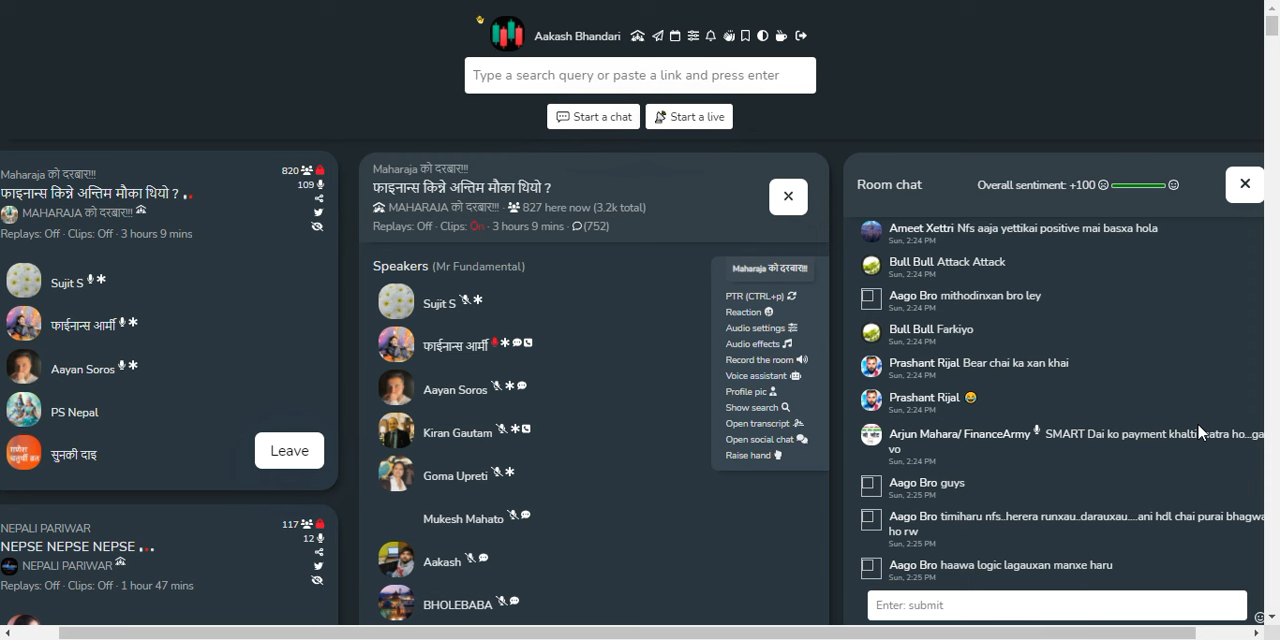 Aakash Bhandari
Type a search query or paste a link and press enter
Start a chat
Start a live
Maharaja को दरबार!!!
820
फाइनान्स किन्ने अन्तिम मौका थियो ? ..
109
MAHARAJA को दरबार!!!
Replays: Off · Clips: Off · 3 hours 9 mins
Sujit S
फाईनान्स आर्मी
Aayan Soros
PS Nepal
सुनकी दाइ
Leave
NEPALI PARIWAR
117
NEPSE NEPSE NEPSE ...
12
NEPALI PARIWAR
Replays: Off · Clips: Off · 1 hour 47 mins
Maharaja को दरबार!!!
फाइनान्स किन्ने अन्तिम मौका थियो ?
MAHARAJA को दरबार!!! · 827 here now (3.2k total)
Replays: Off · Clips: On · 3 hours 9 mins · (752)
Speakers (Mr Fundamental)
Sujit S
फाईनान्स आर्मी
Aayan Soros
Kiran Gautam
Goma Upreti
Mukesh Mahato
Aakash
BHOLEBABA
Maharaja को दरबार!!!
PTR (CTRL+p)
Reaction
Audio settings
Audio effects
Record the room
Voice assistant
Profile pic
Show search
Open transcript
Open social chat
Raise hand
Room chat
Overall sentiment: +100
Ameet Xettri Nfs aaja yettikai positive mai basxa hola
Sun, 2:24 PM
Bull Bull Attack Attack
Sun, 2:24 PM
Aago Bro mithodinxan bro ley
Sun, 2:24 PM
Bull Bull Farkiyo
Sun, 2:24 PM
Prashant Rijal Bear chai ka xan khai
Sun, 2:24 PM
Prashant Rijal 😂
Sun, 2:24 PM
Arjun Mahara/ FinanceArmy SMART Dai ko payment khalti matra ho...ga
vo
Sun, 2:24 PM
Aago Bro guys
Sun, 2:25 PM
Aago Bro timiharu nfs..herera runxau..darauxau....ani hdl chai purai bhagwa
ho rw
Sun, 2:25 PM
Aago Bro haawa logic lagauxan manxe haru
Sun, 2:25 PM
Enter: submit